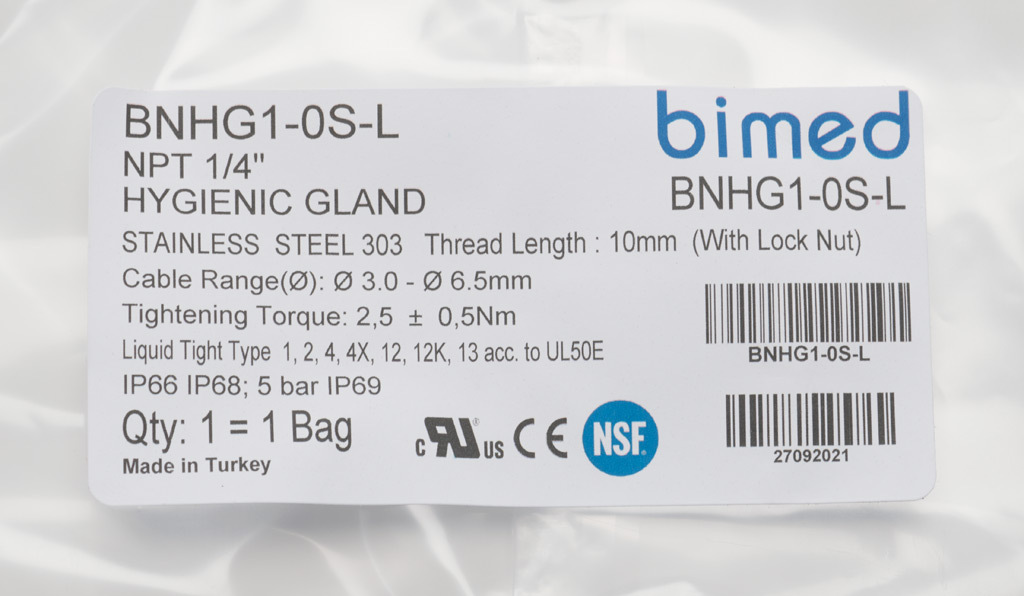 BNHG1-0S-L
NPT 1/4"
HYGIENIC GLAND
bimed
BNHG1-0S-L
STAINLESS STEEL 303 Thread Length : 10mm (With Lock Nut)
Cable Range(Ø): Ø 3.0 - Ø 6.5mm
Tightening Torque: 2,5 ± 0,5Nm
Liquid Tight Type 1, 2, 4, 4X, 12, 12K, 13 acc. to UL50E
IP66 IP68; 5 bar IP69
BNHG1-0S-L
Qty: 1 = 1 Bag
c RU ® US CE NSF.
27092021
Made in Turkey